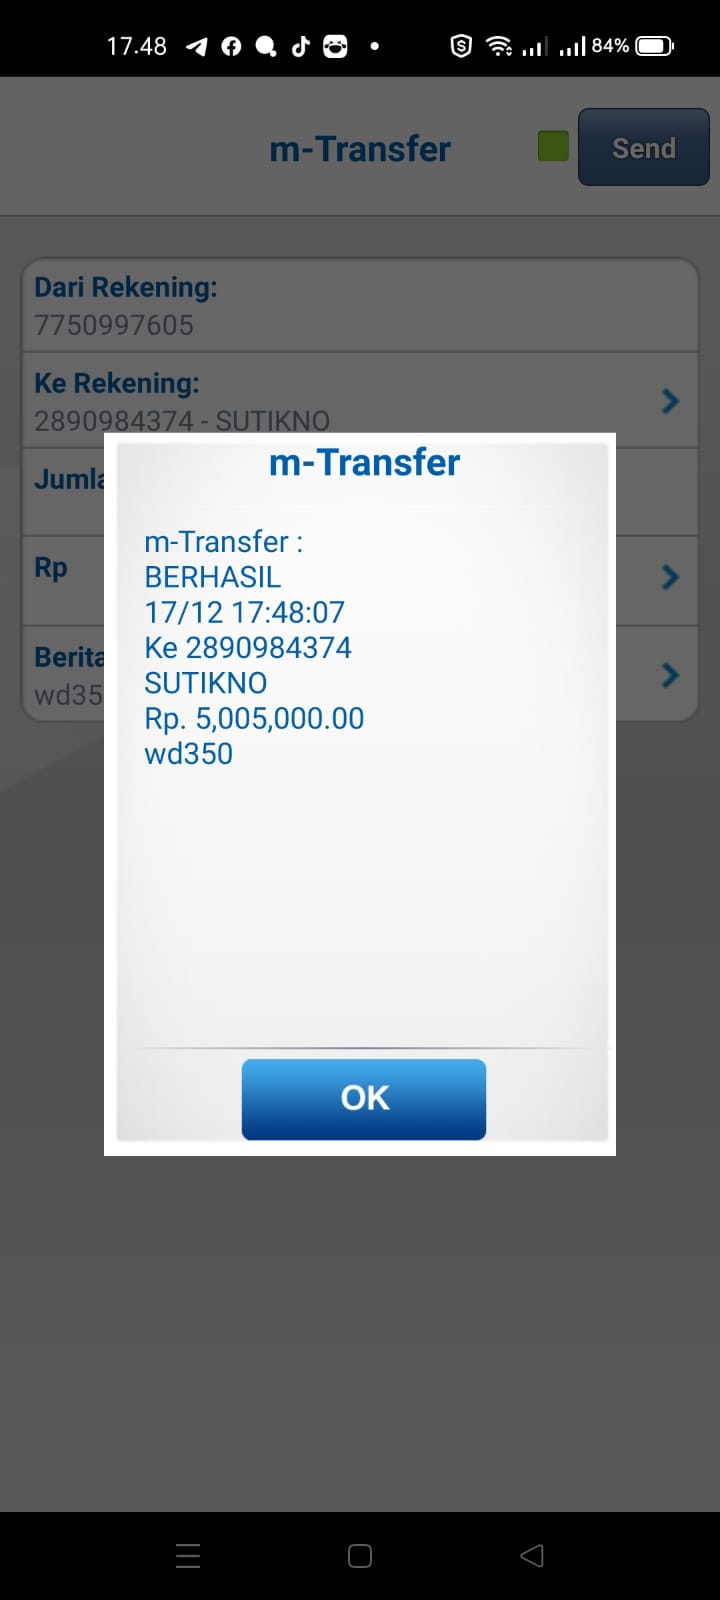 17.48
84%
m-Transfer
Send
Dari Rekening:
7750997605
Ke Rekening:
2890984374 - SUTIKNO
Jumla
Rp
Berita
wd35
m-Transfer
m-Transfer :
BERHASIL
17/12 17:48:07
Ke 2890984374
SUTIKNO
Rp. 5,005,000.00
wd350
OK